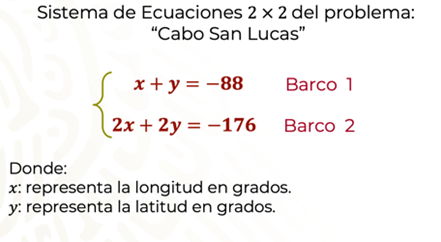 Sistema de Ecuaciones 2 × 2 del problema:
“Cabo San Lucas”
x + y = −88 Barco 1
2x + 2y = −176 Barco 2
Donde:
x: representa la longitud en grados.
y: representa la latitud en grados.